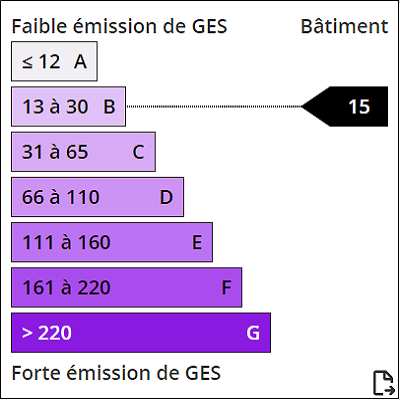 Faible émission de GES Bâtiment
≤ 12 A
13 à 30 B 15
31 à 65 C
66 à 110 D
111 à 160 E
161 à 220 F
> 220 G
Forte émission de GES